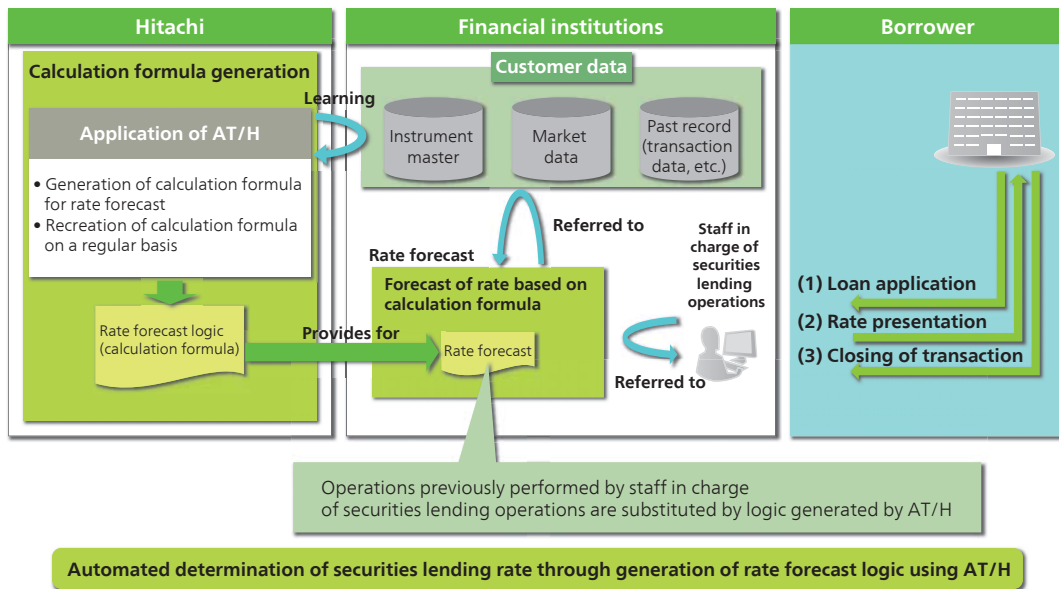 Hitachi
Calculation formula generation
Application of AT/H
• Generation of calculation formula
for rate forecast
• Recreation of calculation formula
on a regular basis
Rate forecast logic
(calculation formula)
Learning
Provides for
Financial institutions
Customer data
Instrument
master
Market
data
Past record
(transaction
data, etc.)
Referred to
Rate forecast
Forecast of rate based on
calculation formula
Rate forecast
Staff in
charge of
securities
lending
operations
Referred to
Borrower
(1) Loan application
(2) Rate presentation
(3) Closing of transaction
Operations previously performed by staff in charge
of securities lending operations are substituted by logic generated by AT/H
Automated determination of securities lending rate through generation of rate forecast logic using AT/H